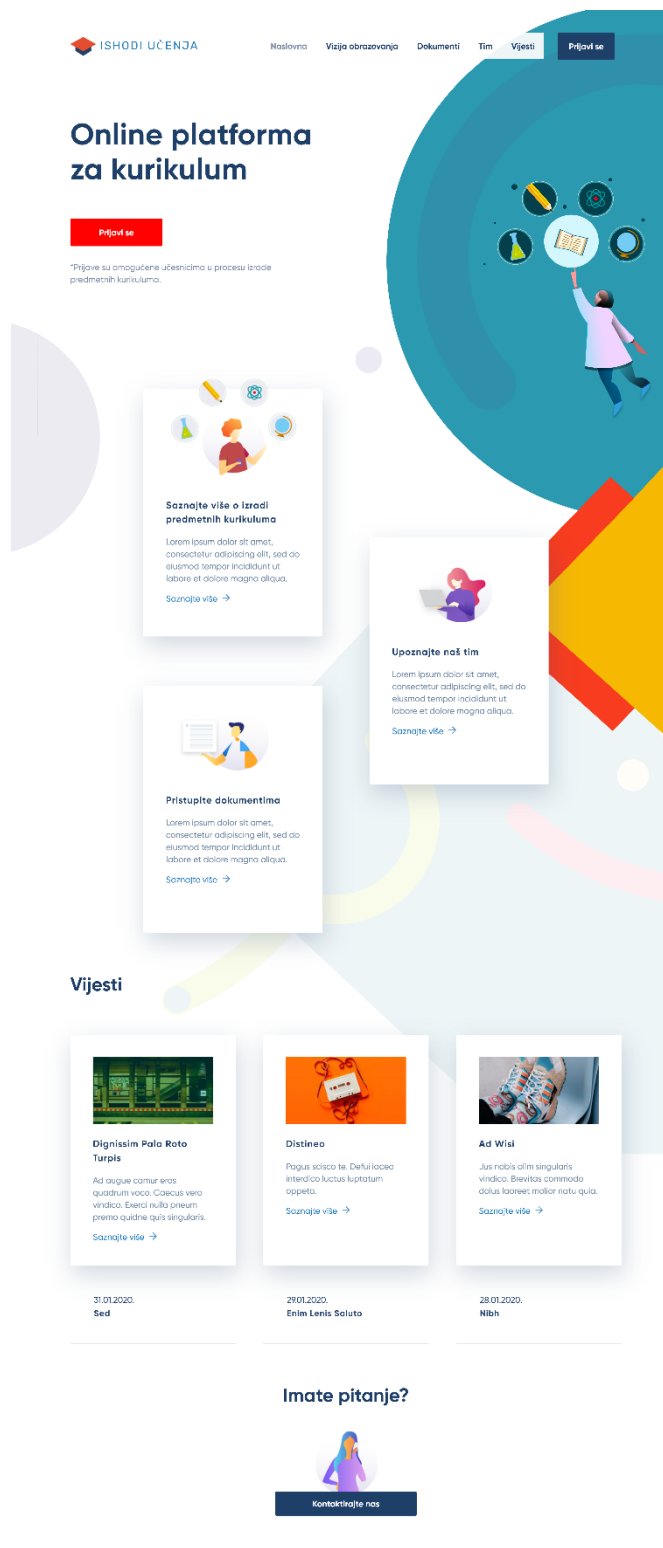 ISHODI UČENJA
Naslovna Vizija obrazovanja Dokumenti Tim Vijesti Prijavi se
Online platforma
za kurikulum
Prijavi se
*Prijave su omogućene učesnicima u procesu izrade
predmetnih kurikuluma.
Saznajte više o izradi
predmetnih kurikuluma
Lorem ipsum dolor sit amet,
consectetur adipiscing elit, sed do
eiusmod tempor incididunt ut
labore et dolore magna aliqua.
Saznajte više →
Upoznajte naš tim
Lorem ipsum dolor sit amet,
consectetur adipiscing elit, sed do
eiusmod tempor incididunt ut
labore et dolore magna aliqua.
Saznajte više →
Pristupite dokumentima
Lorem ipsum dolor sit amet,
consectetur adipiscing elit, sed do
eiusmod tempor incididunt ut
labore et dolore magna aliqua.
Saznajte više →
Vijesti
Dignissim Pala Roto
Turpis
Ad augue camur eros
quadrum voco. Caecus vero
vindico. Exerci nulla pneum
premo quidne quis singularis.
Saznajte više →
31.01.2020.
Sed
Distineo
Pagus scisco te. Defui iaceo
interdico luctus luptatum
oppeto.
Saznajte više →
29.01.2020.
Enim Lenis Saluto
Ad Wisi
Jus nobis olim singularis
vindico. Brevitas commodo
dolus laoreet molior natu quia.
Saznajte više →
28.01.2020.
Nibh
Imate pitanje?
Kontaktirajte nas